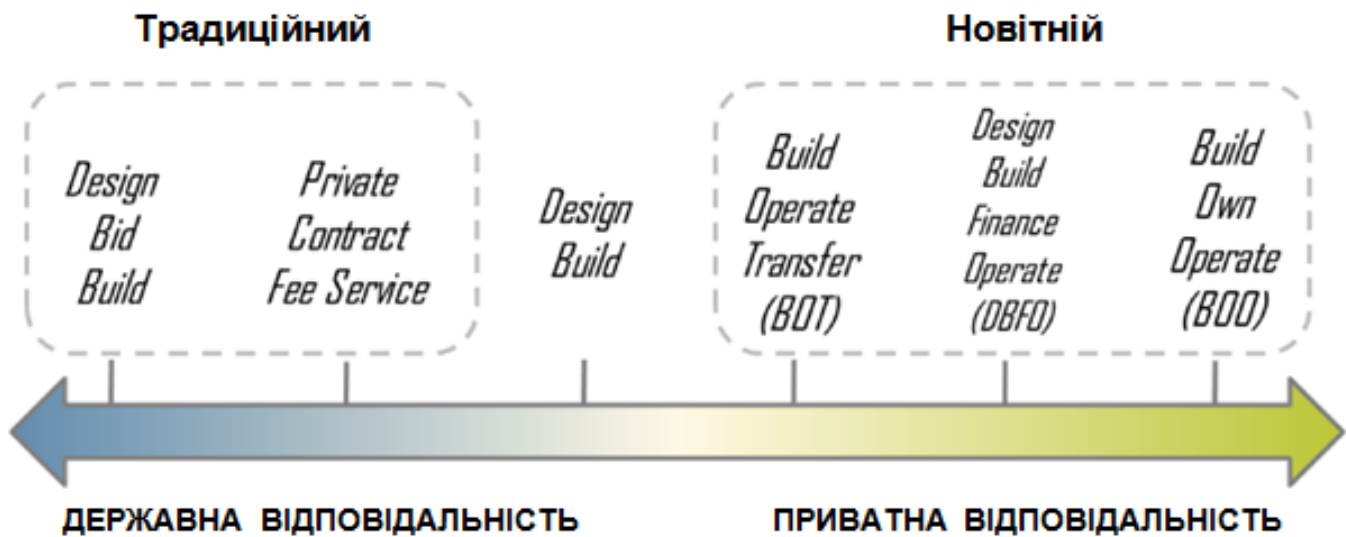 Традиційний
Новітній
Design
Bid
Build
Private
Contract
Fee Service
Design
Build
Build
Operate
Transfer
(BOT)
Design
Build
Finance
Operate
(DBFO)
Build
Own
Operate
(BOO)
ДЕРЖАВНА ВІДПОВІДАЛЬНІСТЬ
ПРИВАТНА ВІДПОВІДАЛЬНІСТЬ